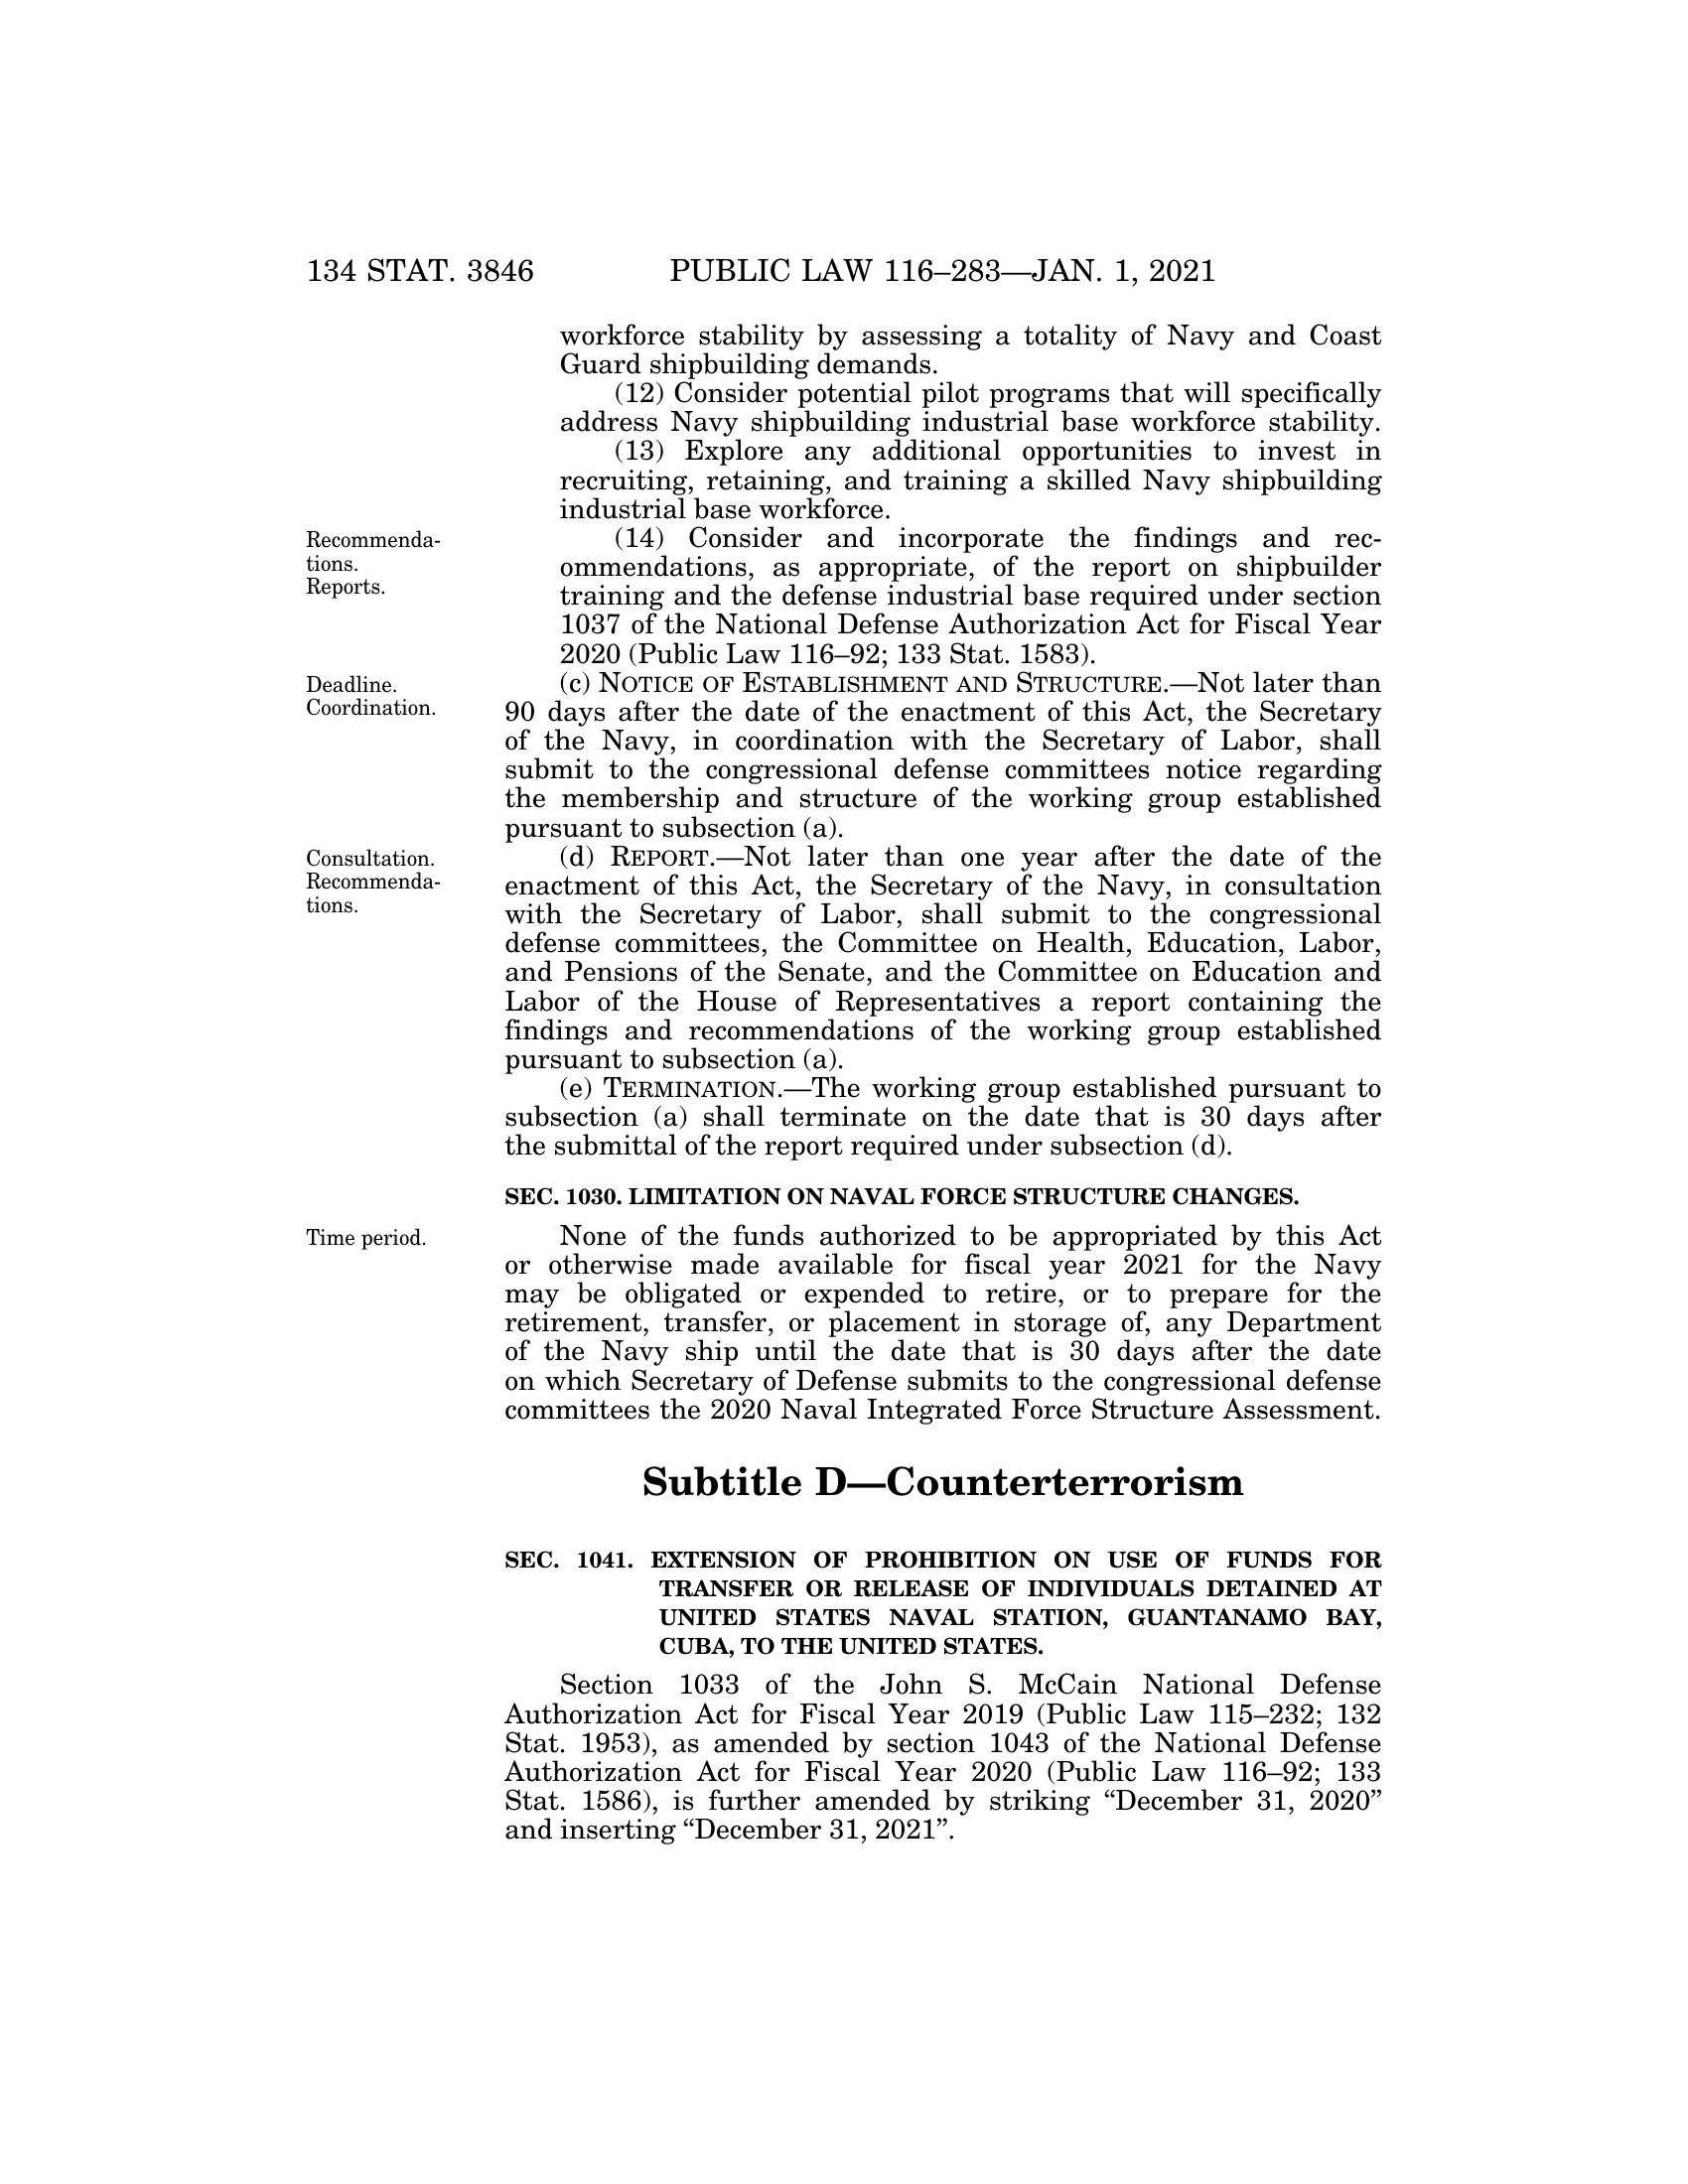 134 STAT. 3846
PUBLIC LAW 116–283—JAN. 1, 2021
workforce stability by assessing a totality of Navy and Coast
Guard shipbuilding demands.
(12) Consider potential pilot programs that will specifically
address Navy shipbuilding industrial base workforce stability.
(13) Explore any additional opportunities to invest in
recruiting, retaining, and training a skilled Navy shipbuilding
industrial base workforce.
Recommenda-
tions.
Reports.
(14) Consider and incorporate the findings and rec-
ommendations, as appropriate, of the report on shipbuilder
training and the defense industrial base required under section
1037 of the National Defense Authorization Act for Fiscal Year
2020 (Public Law 116–92; 133 Stat. 1583).
Deadline.
Coordination.
(c) NOTICE OF ESTABLISHMENT AND STRUCTURE.—Not later than
90 days after the date of the enactment of this Act, the Secretary
of the Navy, in coordination with the Secretary of Labor, shall
submit to the congressional defense committees notice regarding
the membership and structure of the working group established
pursuant to subsection (a).
Consultation.
Recommenda-
tions.
(d) REPORT.—Not later than one year after the date of the
enactment of this Act, the Secretary of the Navy, in consultation
with the Secretary of Labor, shall submit to the congressional
defense committees, the Committee on Health, Education, Labor,
and Pensions of the Senate, and the Committee on Education and
Labor of the House of Representatives a report containing the
findings and recommendations of the working group established
pursuant to subsection (a).
(e) TERMINATION.—The working group established pursuant to
subsection (a) shall terminate on the date that is 30 days after
the submittal of the report required under subsection (d).
SEC. 1030. LIMITATION ON NAVAL FORCE STRUCTURE CHANGES.
Time period.
None of the funds authorized to be appropriated by this Act
or otherwise made available for fiscal year 2021 for the Navy
may be obligated or expended to retire, or to prepare for the
retirement, transfer, or placement in storage of, any Department
of the Navy ship until the date that is 30 days after the date
on which Secretary of Defense submits to the congressional defense
committees the 2020 Naval Integrated Force Structure Assessment.
Subtitle D—Counterterrorism
SEC. 1041. EXTENSION OF PROHIBITION ON USE OF FUNDS FOR
TRANSFER OR RELEASE OF INDIVIDUALS DETAINED AT
UNITED STATES NAVAL STATION, GUANTANAMO BAY,
CUBA, TO THE UNITED STATES.
Section 1033 of the John S. McCain National Defense
Authorization Act for Fiscal Year 2019 (Public Law 115–232; 132
Stat. 1953), as amended by section 1043 of the National Defense
Authorization Act for Fiscal Year 2020 (Public Law 116–92; 133
Stat. 1586), is further amended by striking “December 31, 2020”
and inserting “December 31, 2021”.